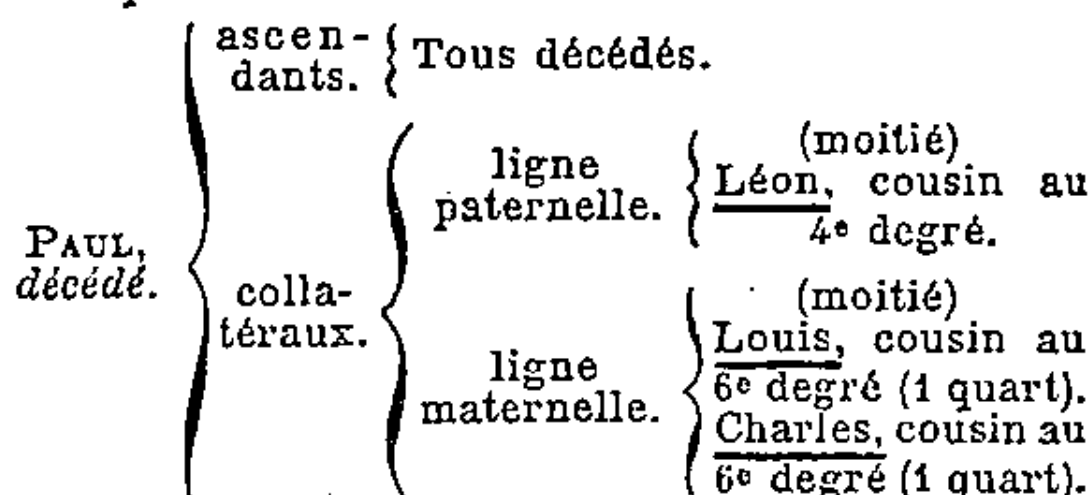 ascen-
dants.
Tous décédés.
PAUL,
décédé.
colla-
téraux.
ligne
paternelle.
(moitié)
Léon, cousin au
4e degré.
ligne
maternelle.
(moitié)
Louis, cousin au
6e degré (1 quart).
Charles, cousin au
6e degré (1 quart).